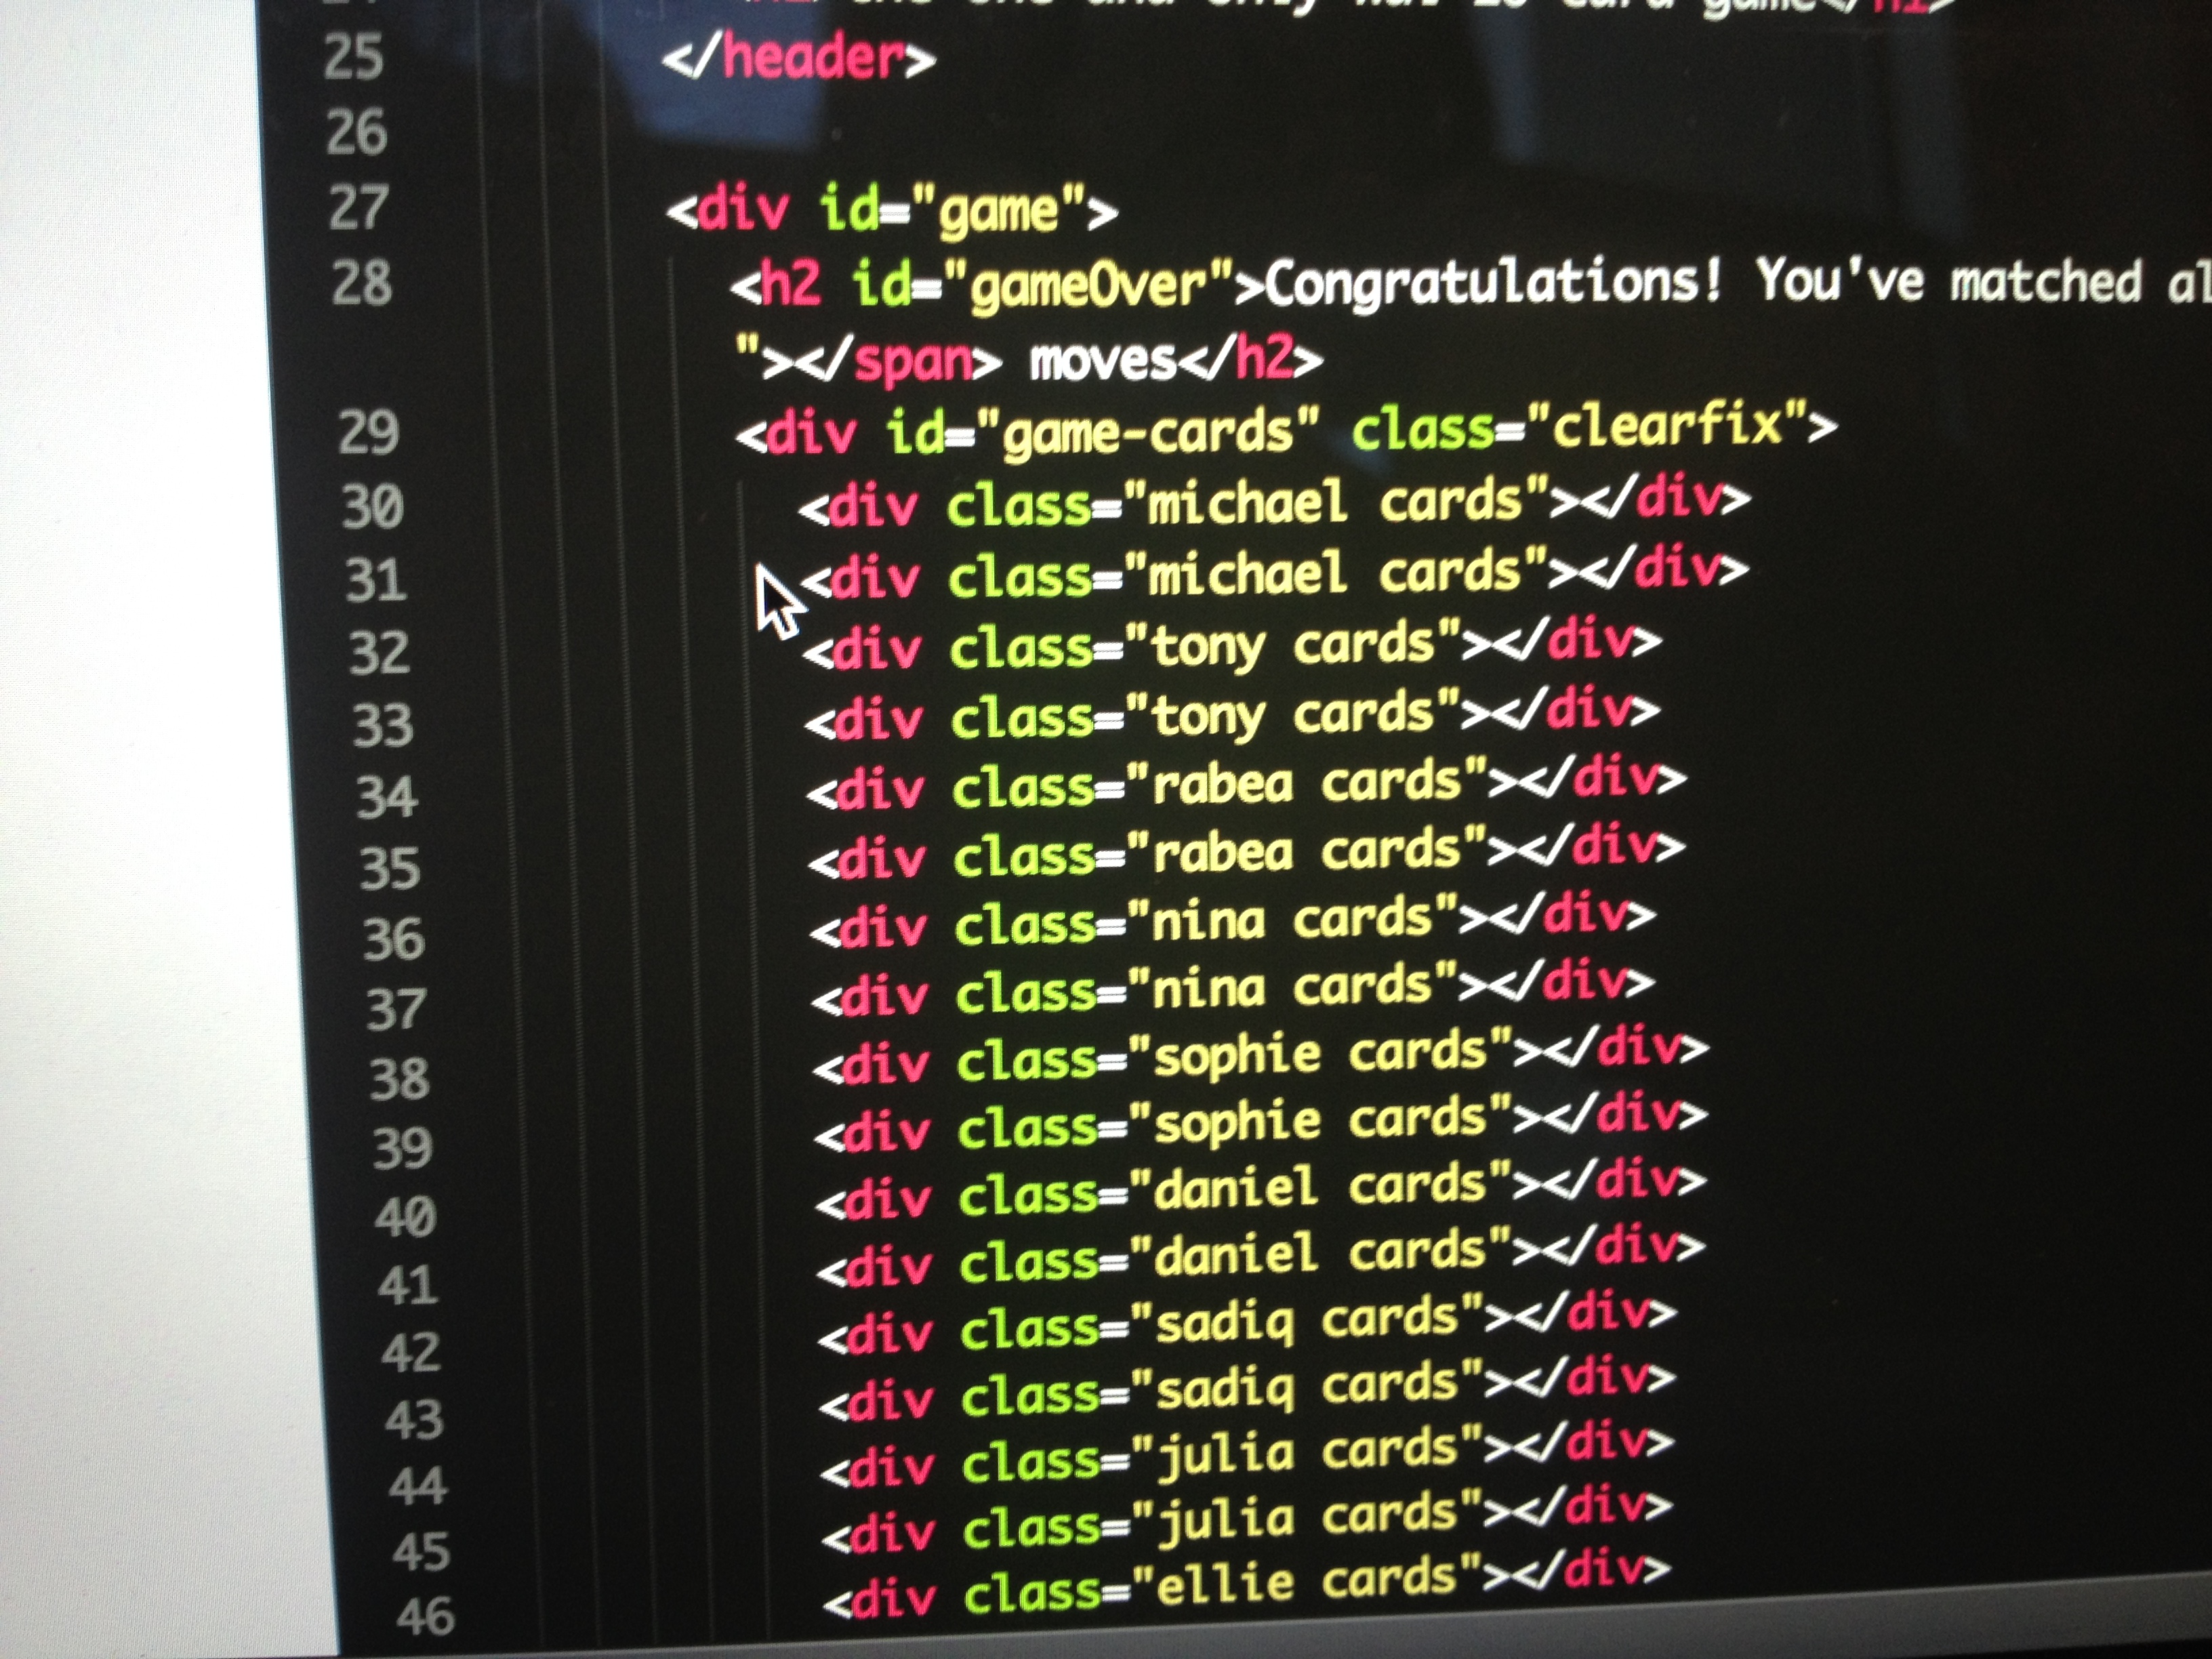 and only card game</h1>
25 </header>
26
27 <div id="game">
28 <h2 id="gameOver">Congratulations! You've matched
"></span> moves</h2>
29 <div id="game-cards" class="clearfix">
30 <div class="michael cards"></div>
31 <div class="michael cards"></div>
32 <div class="tony cards"></div>
33 <div class="tony cards"></div>
34 <div class="rabea cards"></div>
35 <div class="rabea cards"></div>
36 <div class="nina cards"></div>
37 <div class="nina cards"></div>
38 <div class="sophie cards"></div>
39 <div class="sophie cards"></div>
40 <div class="daniel cards"></div>
41 <div class="daniel cards"></div>
42 <div class="sadiq cards"></div>
43 <div class="sadiq cards"></div>
44 <div class="julia cards"></div>
45 <div class="julia cards"></div>
46 <div class="ellie cards"></div>